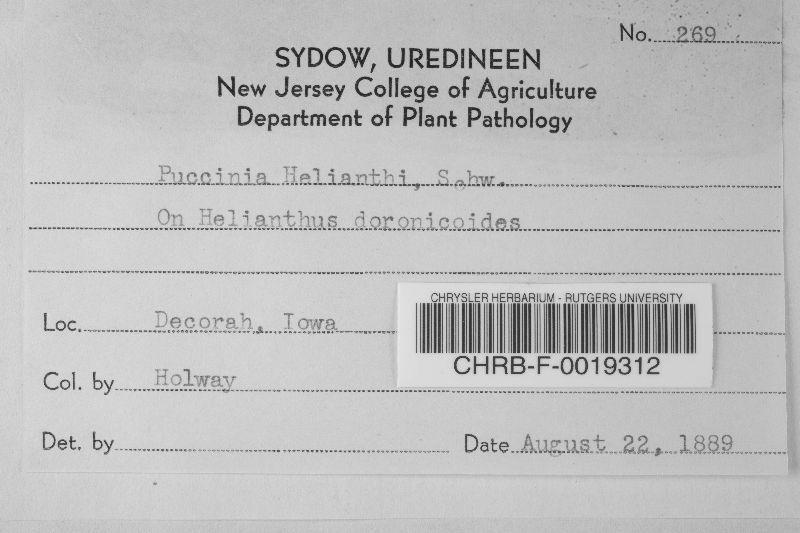 No. 269
SYDOW, UREDINEEN
New Jersey College of Agriculture
Department of Plant Pathology
Puccinia Helianthi, Schw.
On Helianthus doronicoides
Loc. Decorah, Iowa
CHRYSLER HERBARIUM - RUTGERS UNIVERSITY
CHRB-F-0019312
Col. by Holway
Det. by
Date August 22, 1889